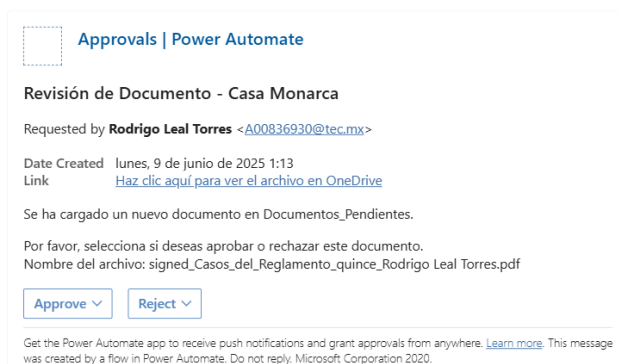 Approvals | Power Automate
Revisión de Documento - Casa Monarca
Requested by Rodrigo Leal Torres <A00836930@tec.mx>
Date Created lunes, 9 de junio de 2025 1:13
Link Haz clic aquí para ver el archivo en OneDrive
Se ha cargado un nuevo documento en Documentos_Pendientes.
Por favor, selecciona si deseas aprobar o rechazar este documento.
Nombre del archivo: signed_Casos_del_Reglamento_quince_Rodrigo Leal Torres.pdf
Approve Reject
Get the Power Automate app to receive push notifications and grant approvals from anywhere. Learn more. This message
was created by a flow in Power Automate. Do not reply. Microsoft Corporation 2020.